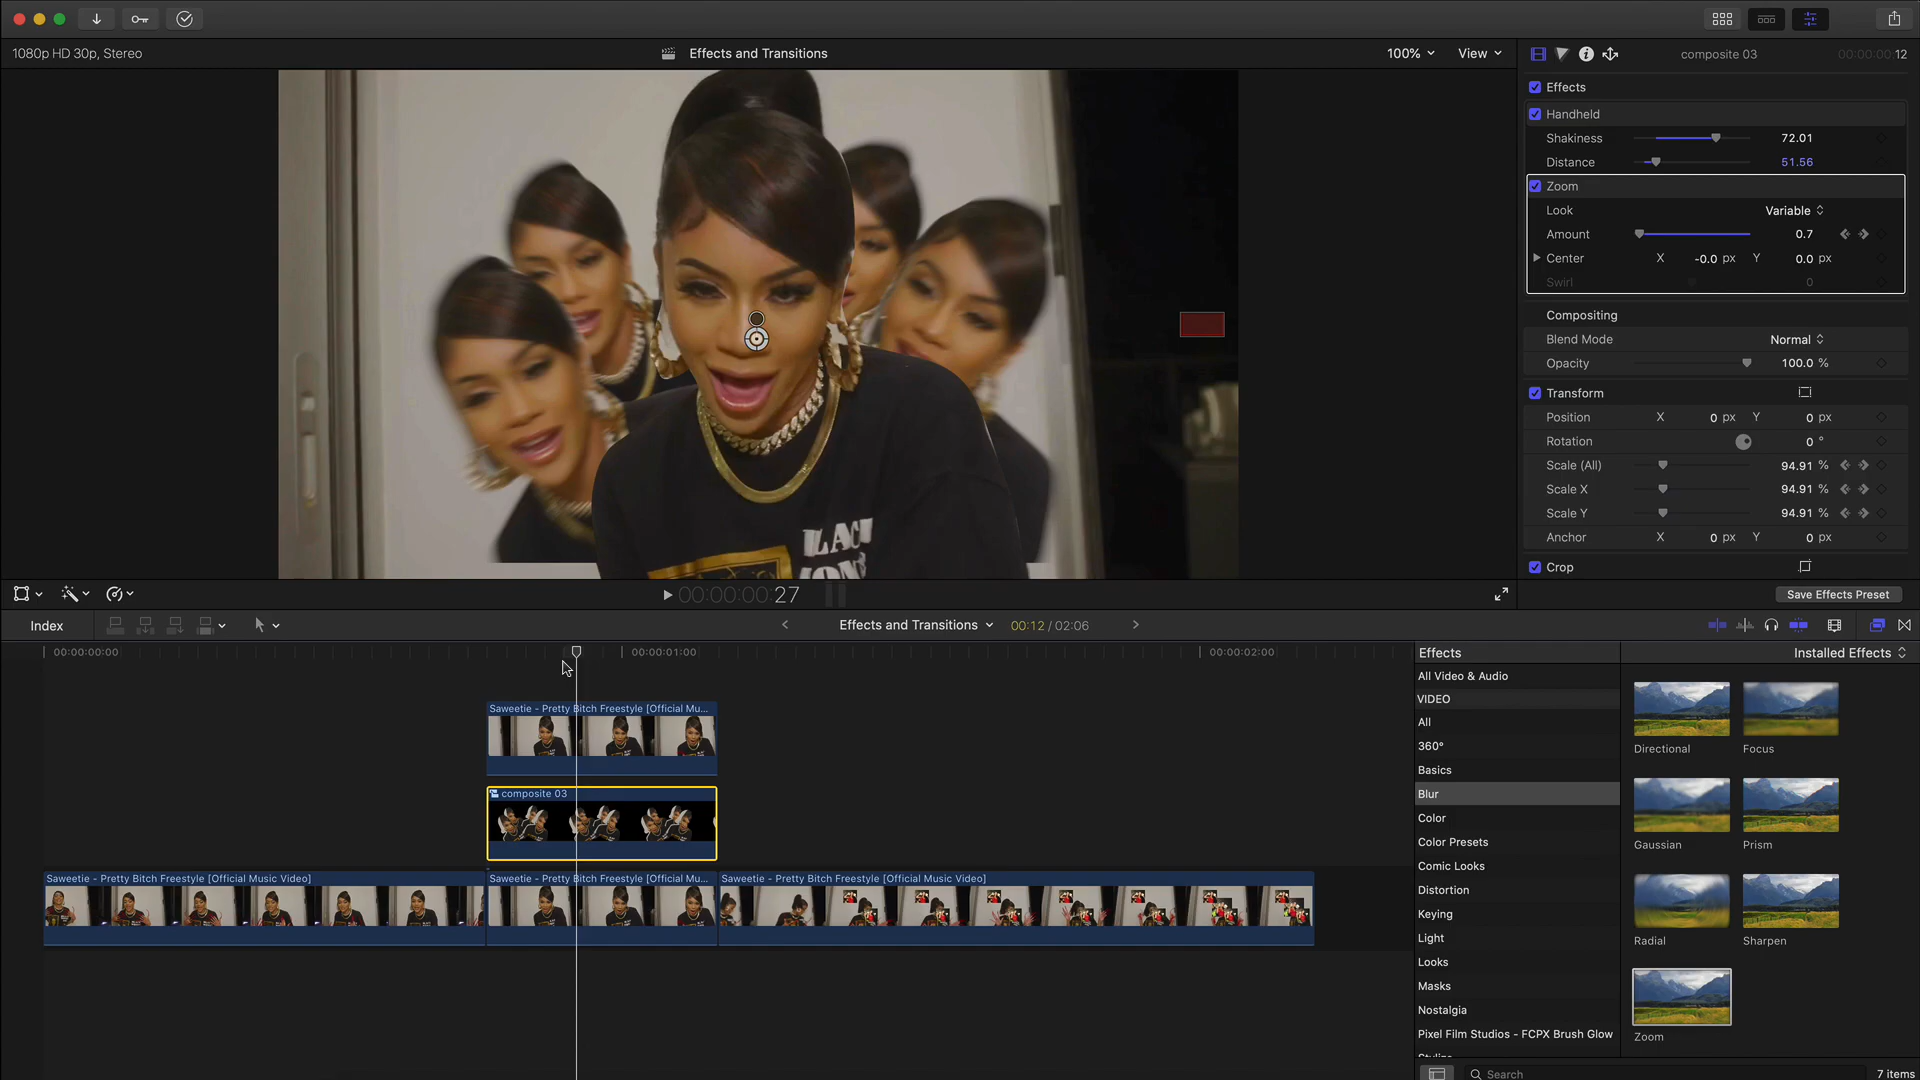 1080p HD 30p, Stereo
Effects and Transitions
100%
View
composite 03
00:00:00:12
Effects
Handheld
Shakiness 72.01
Distance 51.56
Zoom
Look Variable
Amount 0.7
Center X -0.0 px Y 0.0 px
Swirl 0
Compositing
Blend Mode Normal
Opacity 100.0 %
Transform
Position X 0 px Y 0 px
Rotation 0 °
Scale (All) 94.91 %
Scale X 94.91 %
Scale Y 94.91 %
Anchor X 0 px Y 0 px
Crop
00:00:00:27
Save Effects Preset
Index
Effects and Transitions
00:12 / 02:06
00:00:00:00
00:00:01:00
00:00:02:00
Saweetie - Pretty Bitch Freestyle [Official Mu...
composite 03
Saweetie - Pretty Bitch Freestyle [Official Music Video]
Saweetie - Pretty Bitch Freestyle [Official Mu...
Saweetie - Pretty Bitch Freestyle [Official Music Video]
Effects
Installed Effects
All Video & Audio
VIDEO
All
360°
Basics
Blur
Color
Color Presets
Comic Looks
Distortion
Keying
Light
Looks
Masks
Nostalgia
Pixel Film Studios - FCPX Brush Glow
Directional
Focus
Gaussian
Prism
Radial
Sharpen
Zoom
Search
7 items